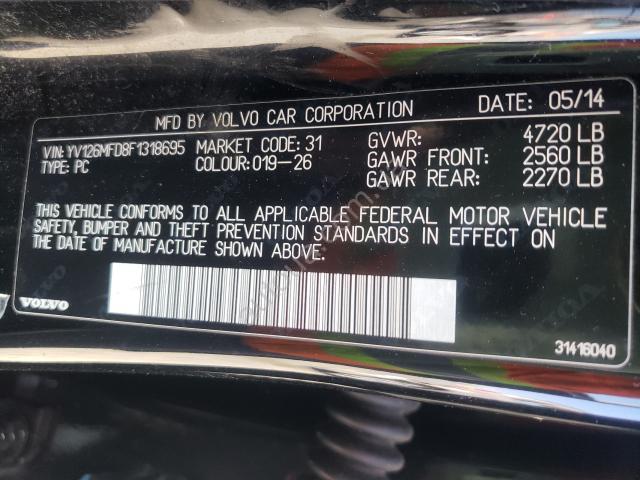 MFD BY VOLVO CAR CORPORATION DATE: 05/14
VIN: YV126MFD8F1318695 MARKET CODE: 31 GVWR: 4720 LB
TYPE: PC COLOUR: 019-26 GAWR FRONT: 2560 LB
GAWR REAR: 2270 LB
THIS VEHICLE CONFORMS TO ALL APPLICABLE FEDERAL MOTOR VEHICLE
SAFETY, BUMPER AND THEFT PREVENTION STANDARDS IN EFFECT ON
THE DATE OF MANUFACTURE SHOWN ABOVE:
VOLVO
31416040